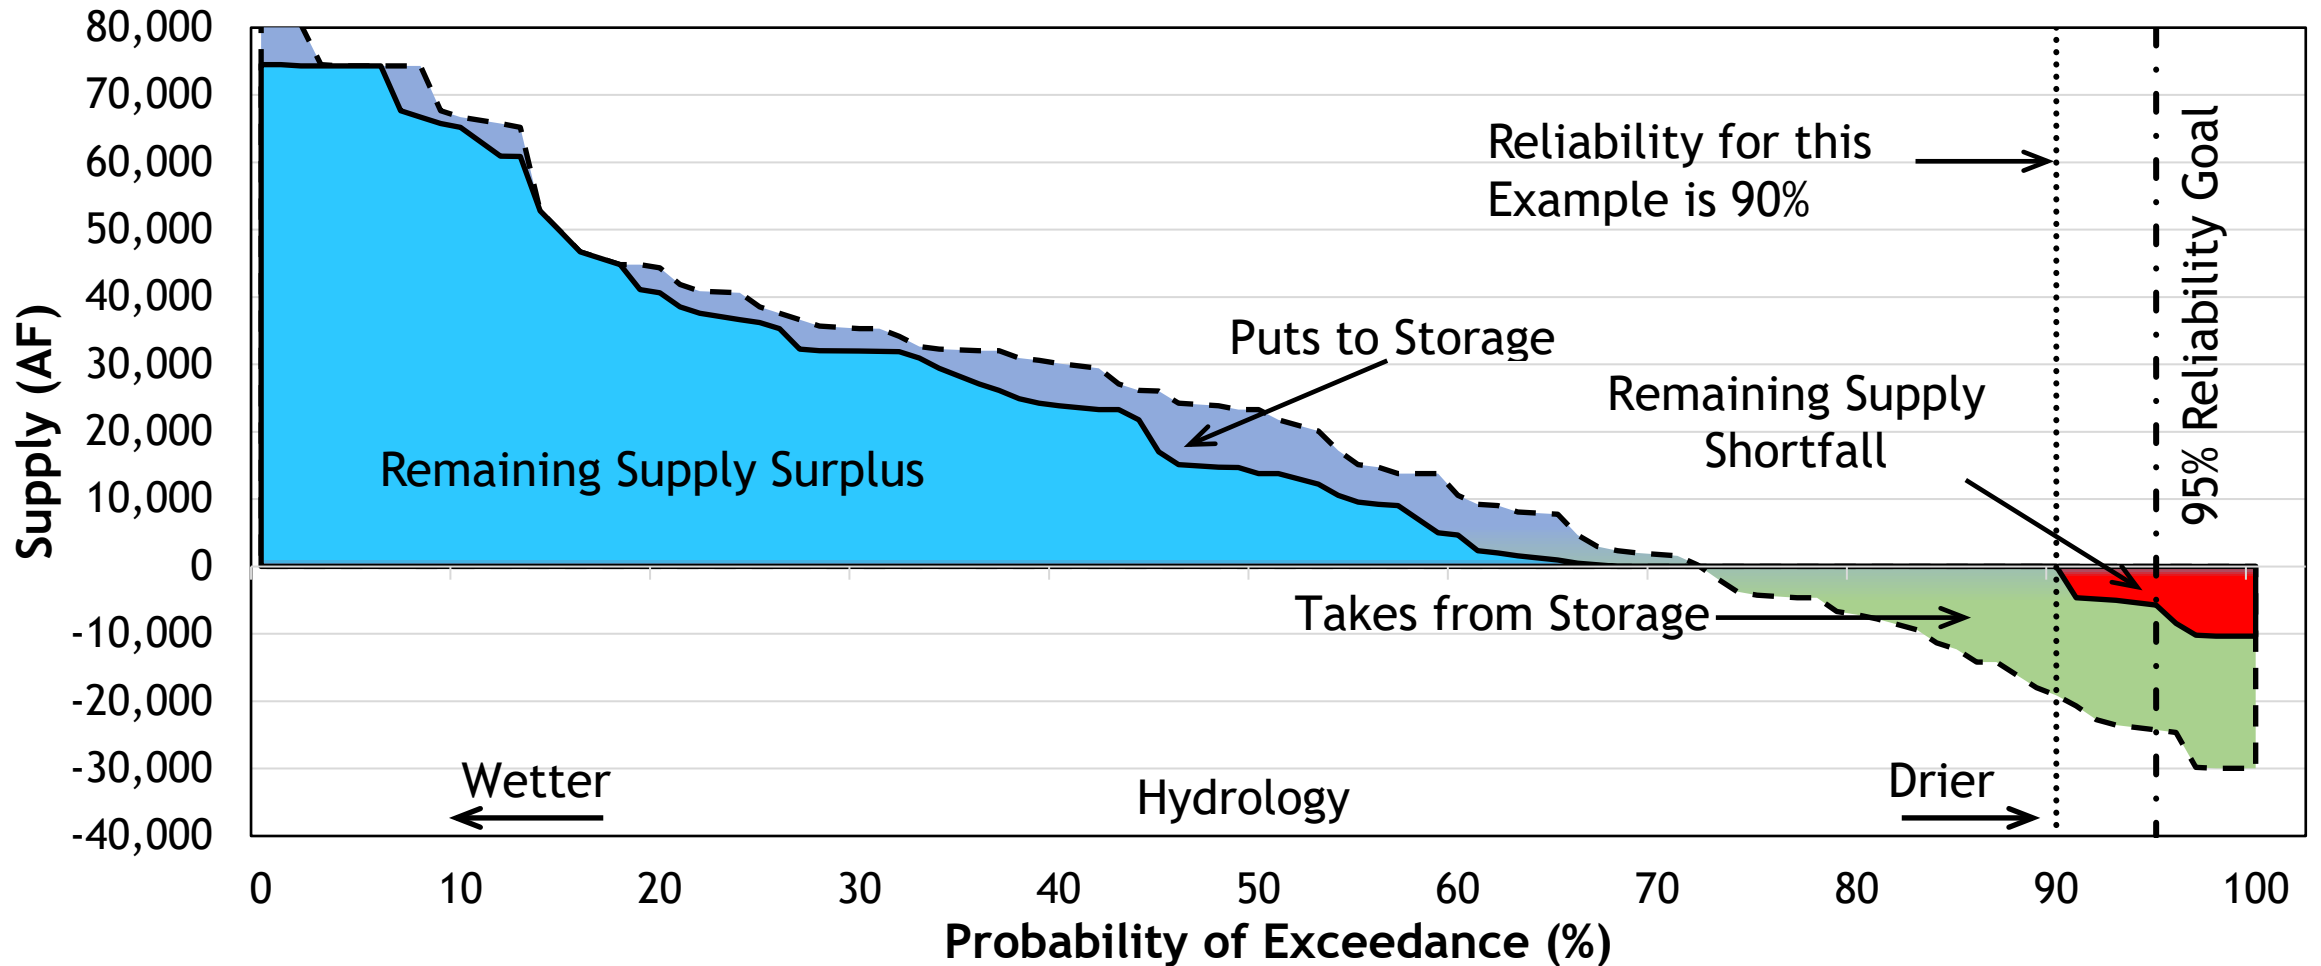 80,000
70,000
60,000
50,000
40,000
30,000
20,000
10,000
0
-10,000
-20,000
-30,000
-40,000
Supply (AF)
Reliability for this
Example is 90%
95% Reliability Goal
Puts to Storage
Remaining Supply
Shortfall
Remaining Supply Surplus
Takes from Storage
Wetter
Hydrology
Drier
0 10 20 30 40 50 60 70 80 90 100
Probability of Exceedance (%)